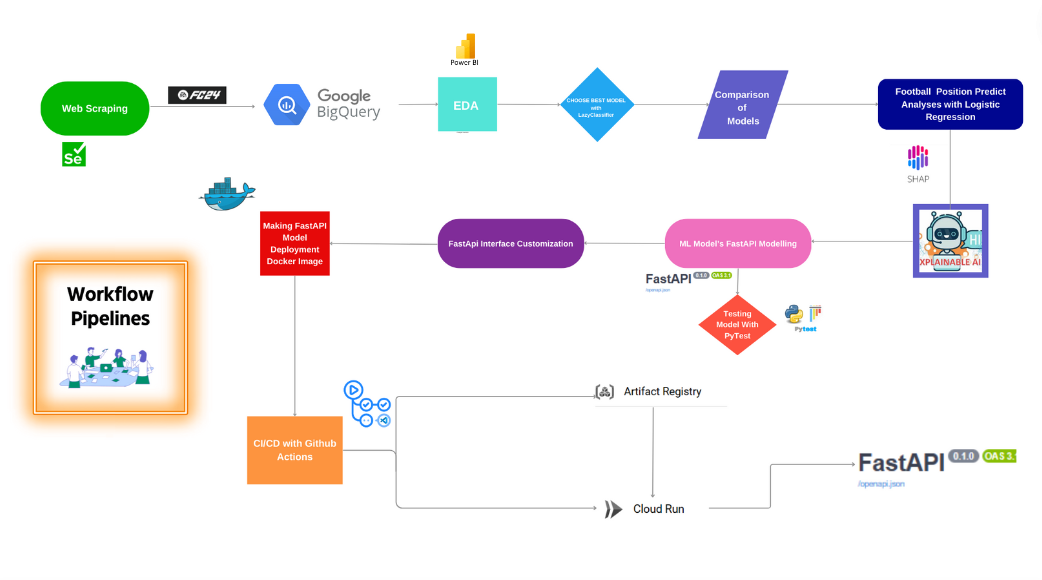 Power BI
Web Scraping
FC24
Google
BigQuery
EDA
CHOOSE BEST MODEL
with
LazyClassifier
Comparison
of
Models
Football Position Predict
Analyses with Logistic
Regression
Se
SHAP
Making FastAPI
Model
Deployment
Docker Image
FastApi Interface Customization
ML Model's FastAPI Modelling
HI
XPLAINABLE AI
FastAPI 0.1.0 OAS 3.1
/openapi.json
Testing
Model With
PyTest
Pytest
Workflow
Pipelines
CI/CD with Github
Actions
Artifact Registry
Cloud Run
FastAPI 0.1.0 OAS 3.1
/openapi.json